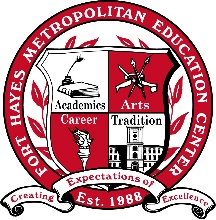 FORT HAYES METROPOLITAN EDUCATION CENTER
Academics Arts
Career Tradition
Est. 1988
Creating Expectations of Excellence